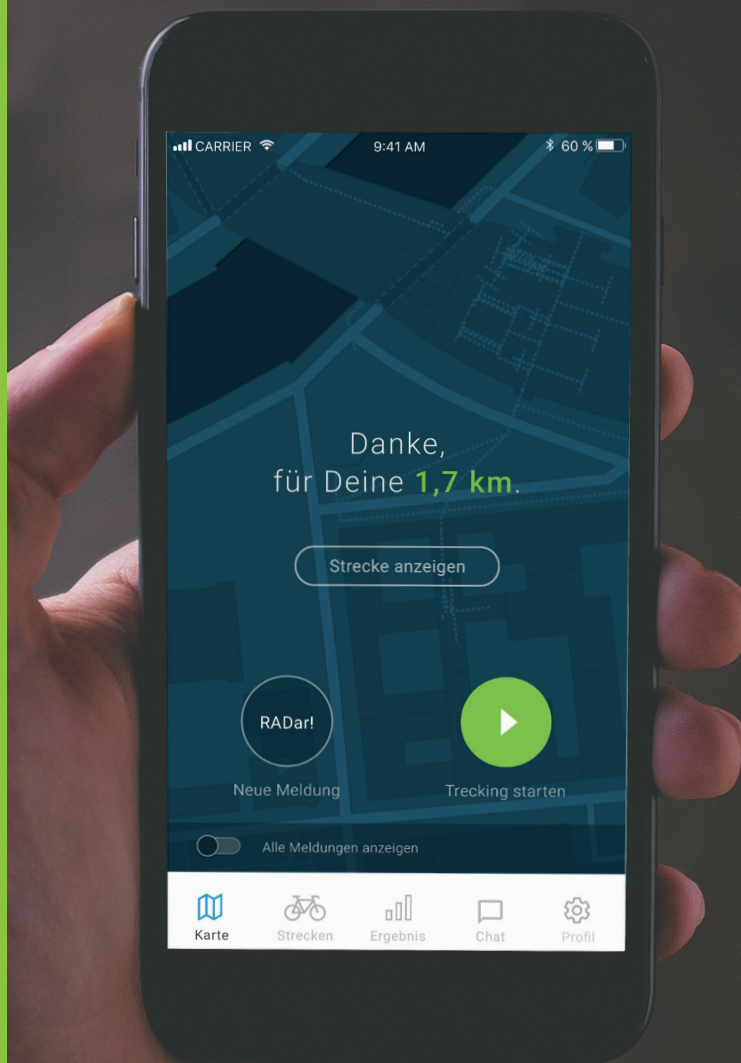 CARRIER 9:41 AM 60 %
Danke,
für Deine 1,7 km.
Strecke anzeigen
RADar!
Neue Meldung Trecking starten
Alle Meldungen anzeigen
Karte Strecken Ergebnis Chat Profil